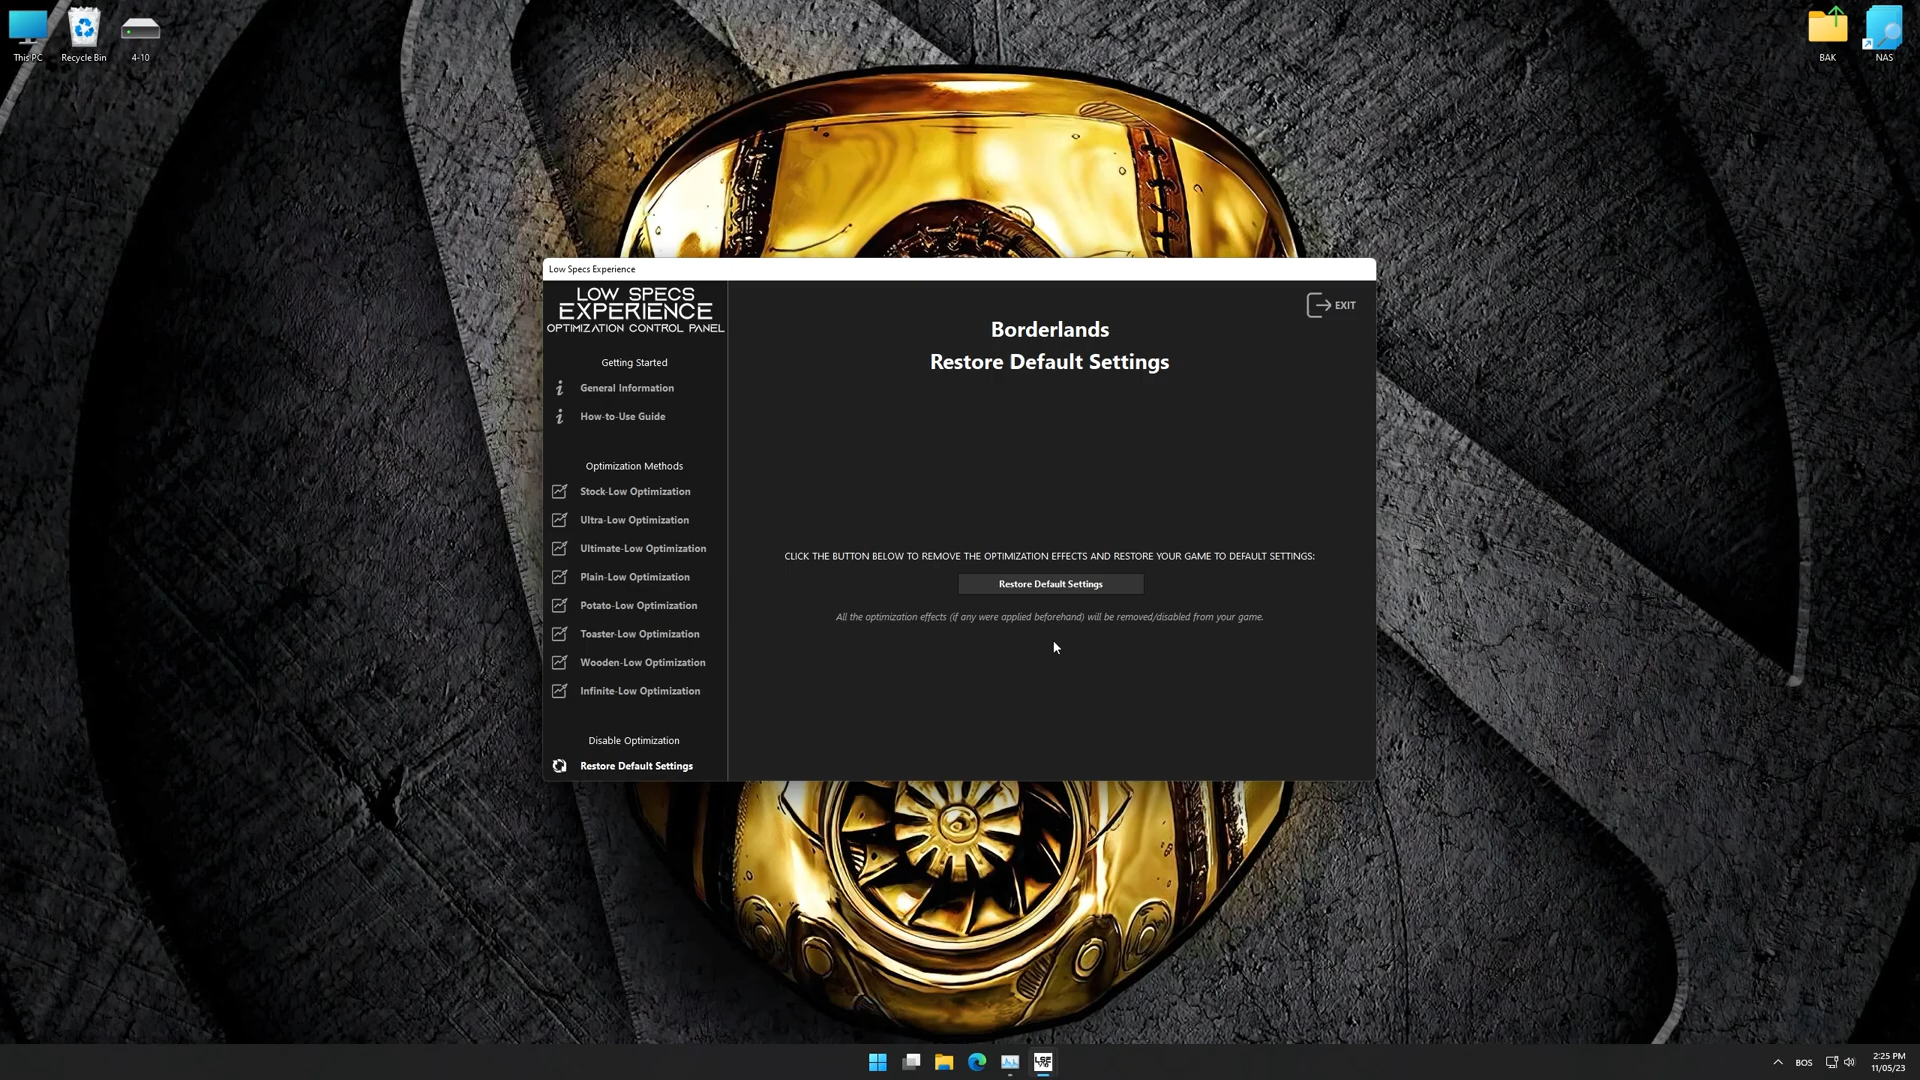 This PC
Recycle Bin
4-10
BAK
NAS
Low Specs Experience
LOW SPECS
EXPERIENCE
OPTIMIZATION CONTROL PANEL
Getting Started
General Information
How-to-Use Guide
Optimization Methods
Stock-Low Optimization
Ultra-Low Optimization
Ultimate-Low Optimization
Plain-Low Optimization
Potato-Low Optimization
Toaster-Low Optimization
Wooden-Low Optimization
Infinite-Low Optimization
Disable Optimization
Restore Default Settings
EXIT
Borderlands
Restore Default Settings
CLICK THE BUTTON BELOW TO REMOVE THE OPTIMIZATION EFFECTS AND RESTORE YOUR GAME TO DEFAULT SETTINGS:
Restore Default Settings
All the optimization effects (if any were applied beforehand) will be removed/disabled from your game.
LSE
BOS
2:25 PM
11/05/23